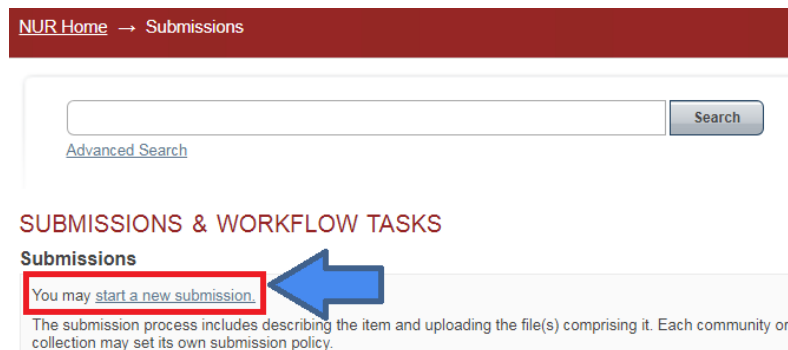 NUR Home → Submissions
Search
Advanced Search
SUBMISSIONS & WORKFLOW TASKS
Submissions
You may start a new submission.
The submission process includes describing the item and uploading the file(s) comprising it. Each community or
collection may set its own submission policy.